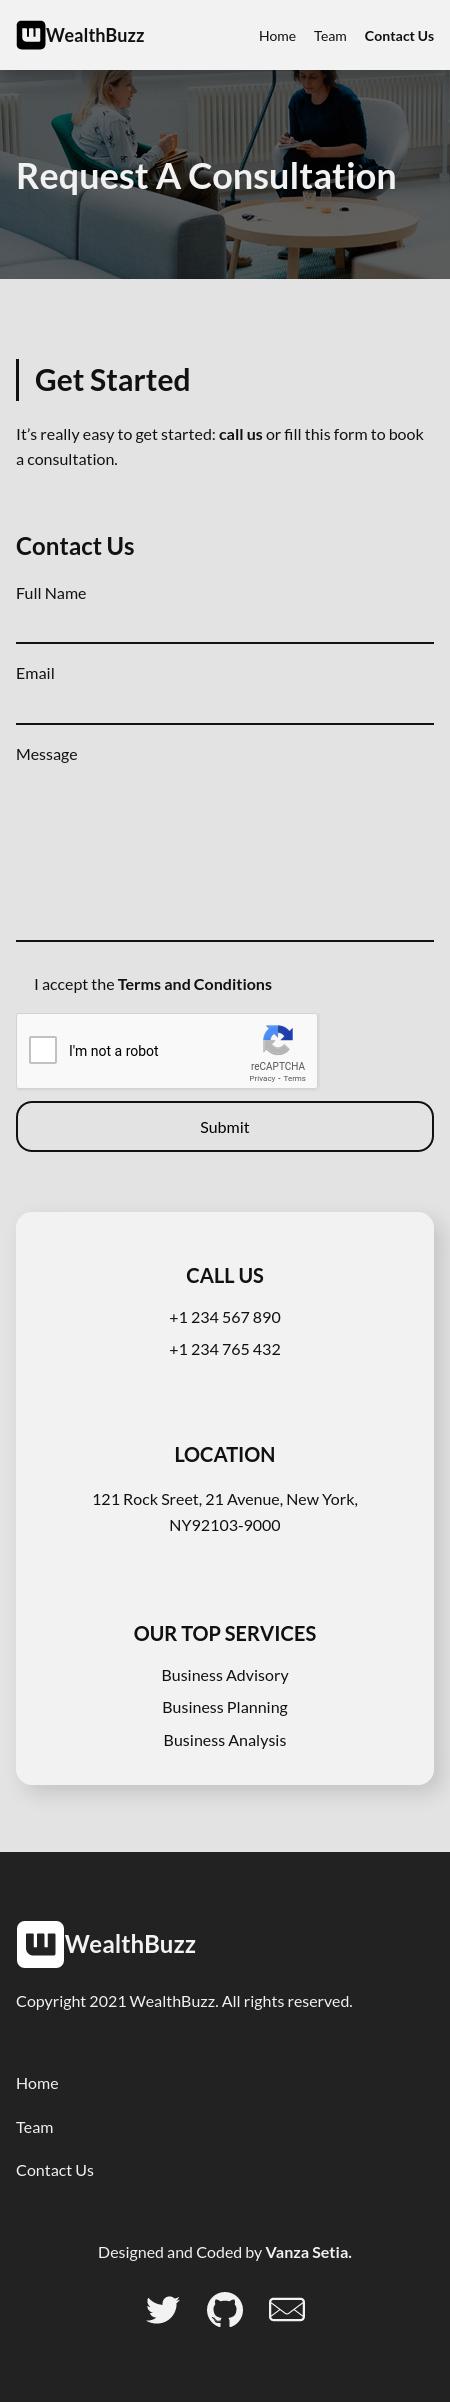 WealthBuzz
Home Team Contact Us
Request A Consultation
Get Started
It's really easy to get started: call us or fill this form to book
a consultation.
Contact Us
Full Name
Email
Message
I accept the Terms and Conditions
I'm not a robot
reCAPTCHA
Privacy - Terms
Submit
CALL US
+1 234 567 890
+1 234 765 432
LOCATION
121 Rock Sreet, 21 Avenue, New York,
NY92103-9000
OUR TOP SERVICES
Business Advisory
Business Planning
Business Analysis
WealthBuzz
Copyright 2021 WealthBuzz. All rights reserved.
Home
Team
Contact Us
Designed and Coded by Vanza Setia.